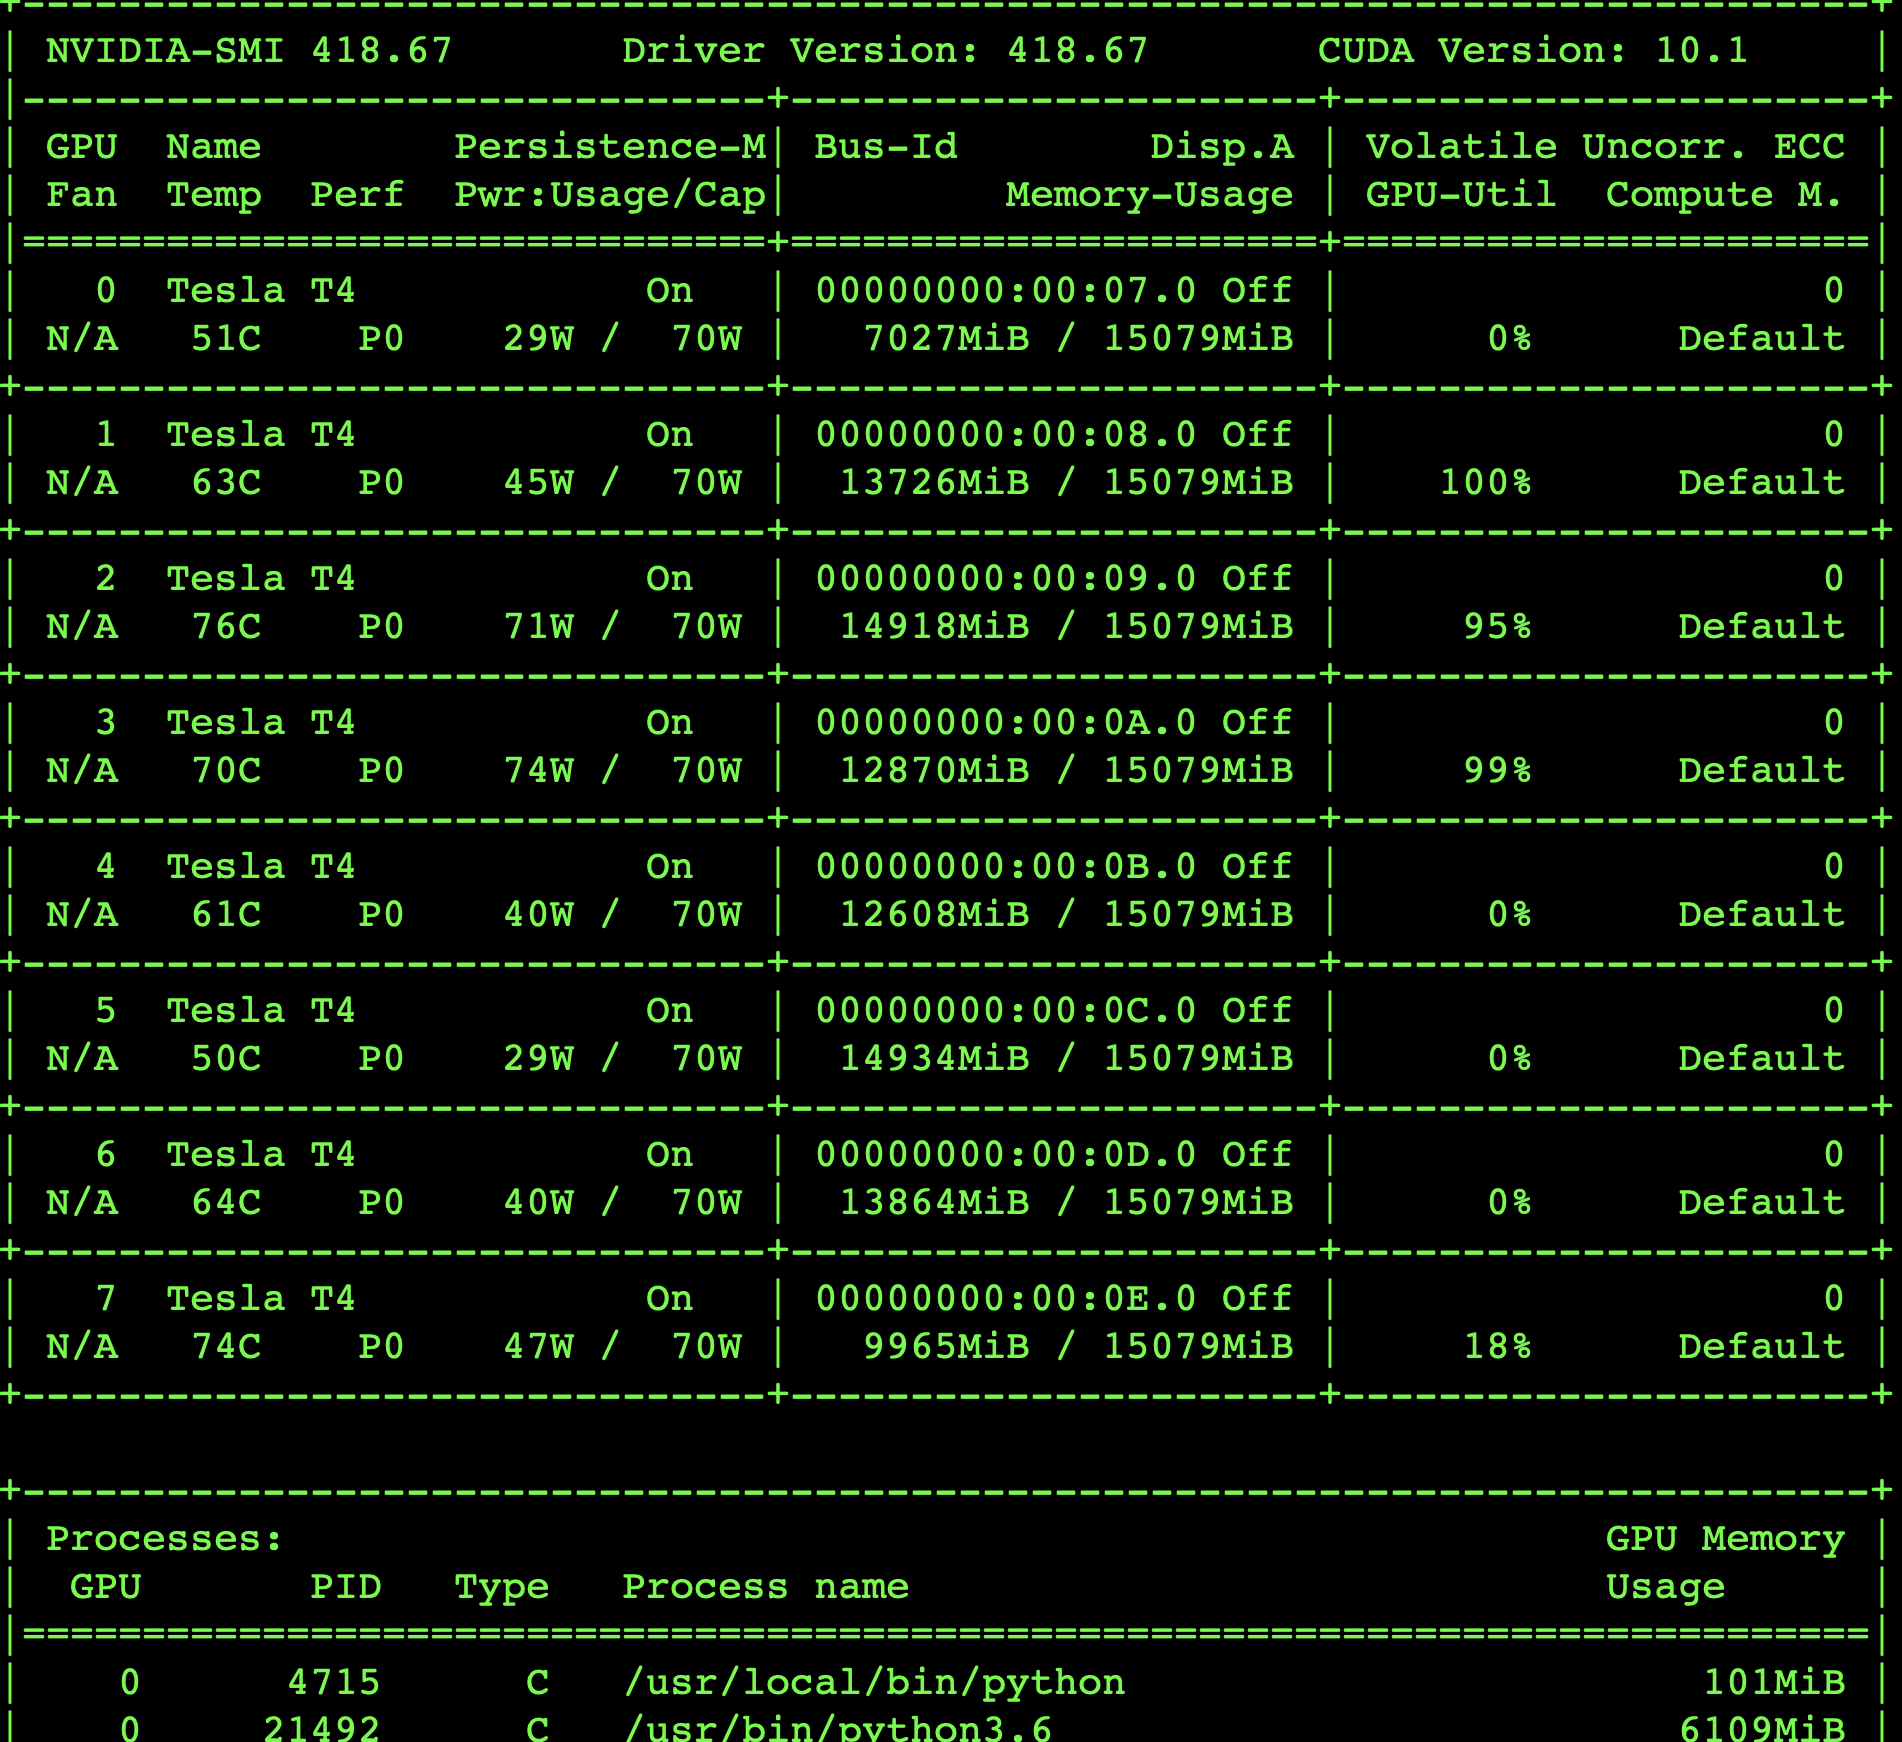 +-----------------------------------------------------------------------------+
| NVIDIA-SMI 418.67       Driver Version: 418.67       CUDA Version: 10.1     |
|-------------------------------+----------------------+----------------------+
| GPU  Name        Persistence-M| Bus-Id        Disp.A | Volatile Uncorr. ECC |
| Fan  Temp  Perf  Pwr:Usage/Cap|         Memory-Usage | GPU-Util  Compute M. |
|===============================+======================+======================|
|   0  Tesla T4            On   | 00000000:00:07.0 Off |                    0 |
| N/A   51C    P0    29W /  70W |   7027MiB / 15079MiB |      0%      Default |
+-------------------------------+----------------------+----------------------+
|   1  Tesla T4            On   | 00000000:00:08.0 Off |                    0 |
| N/A   63C    P0    45W /  70W |  13726MiB / 15079MiB |    100%      Default |
+-------------------------------+----------------------+----------------------+
|   2  Tesla T4            On   | 00000000:00:09.0 Off |                    0 |
| N/A   76C    P0    71W /  70W |  14918MiB / 15079MiB |     95%      Default |
+-------------------------------+----------------------+----------------------+
|   3  Tesla T4            On   | 00000000:00:0A.0 Off |                    0 |
| N/A   70C    P0    74W /  70W |  12870MiB / 15079MiB |     99%      Default |
+-------------------------------+----------------------+----------------------+
|   4  Tesla T4            On   | 00000000:00:0B.0 Off |                    0 |
| N/A   61C    P0    40W /  70W |  12608MiB / 15079MiB |      0%      Default |
+-------------------------------+----------------------+----------------------+
|   5  Tesla T4            On   | 00000000:00:0C.0 Off |                    0 |
| N/A   50C    P0    29W /  70W |  14934MiB / 15079MiB |      0%      Default |
+-------------------------------+----------------------+----------------------+
|   6  Tesla T4            On   | 00000000:00:0D.0 Off |                    0 |
| N/A   64C    P0    40W /  70W |  13864MiB / 15079MiB |      0%      Default |
+-------------------------------+----------------------+----------------------+
|   7  Tesla T4            On   | 00000000:00:0E.0 Off |                    0 |
| N/A   74C    P0    47W /  70W |   9965MiB / 15079MiB |     18%      Default |
+-------------------------------+----------------------+----------------------+

+-----------------------------------------------------------------------------+
| Processes:                                                       GPU Memory |
|  GPU       PID   Type   Process name                             Usage      |
|=============================================================================|
|    0      4715      C   /usr/local/bin/python                        101MiB |
|    0     21492      C   /usr/bin/python3.6                          6109MiB |